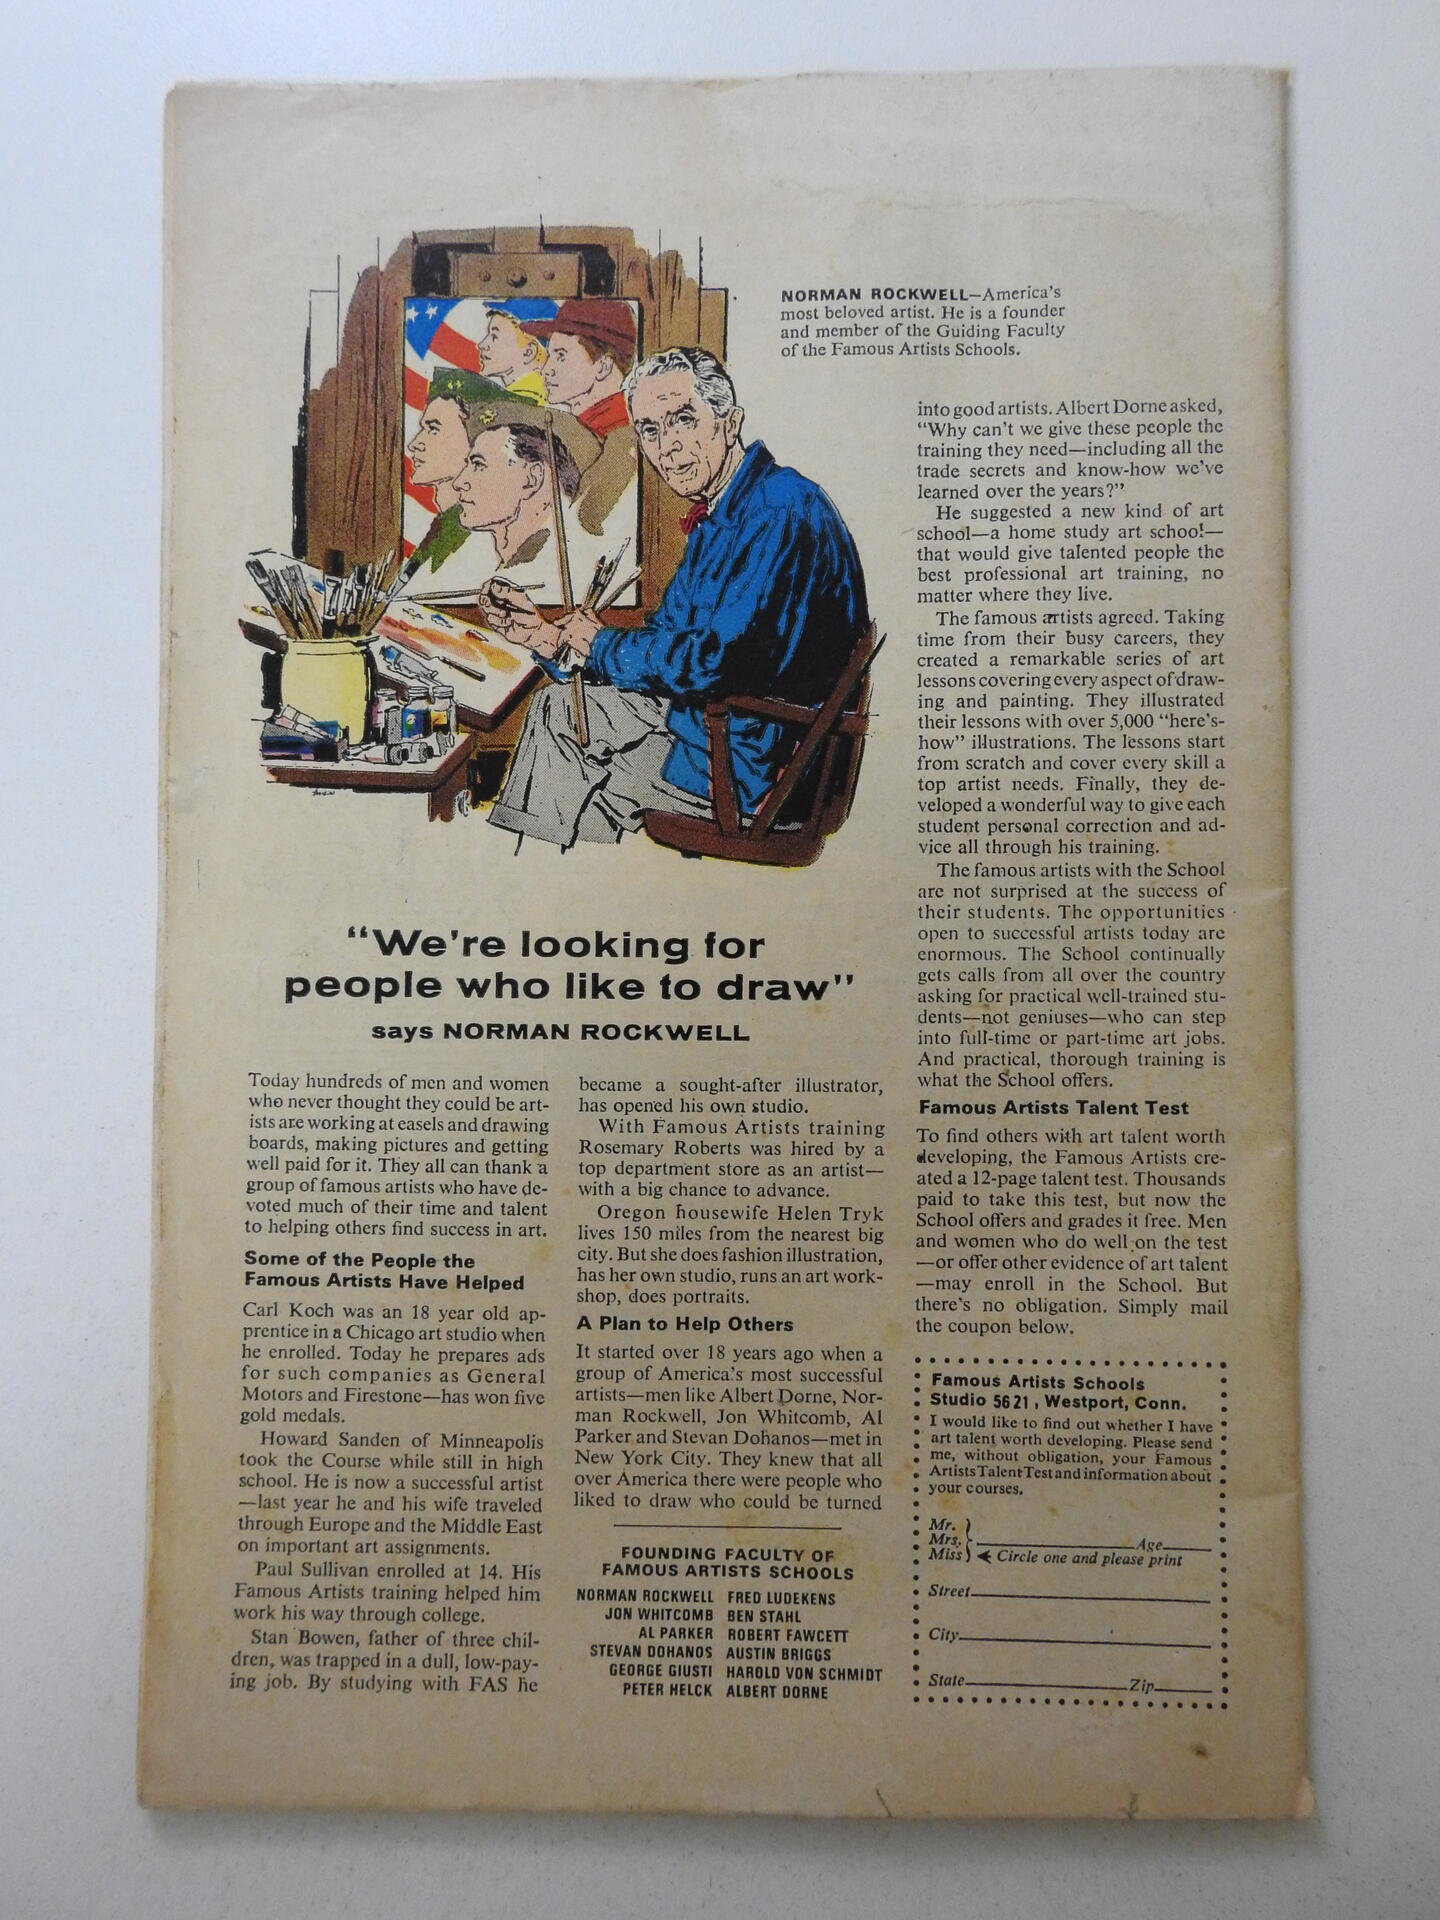 NORMAN ROCKWELL—America's
most beloved artist. He is a founder
and member of the Guiding Faculty
of the Famous Artists Schools.
"We're looking for
people who like to draw"
says NORMAN ROCKWELL
Today hundreds of men and women
who never thought they could be art-
ists are working at easels and drawing
boards, making pictures and getting
well paid for it. They all can thank a
group of famous artists who have de-
voted much of their time and talent
to helping others find success in art.
Some of the People the
Famous Artists Have Helped
Carl Koch was an 18 year old ap-
prentice in a Chicago art studio when
he enrolled. Today he prepares ads
for such companies as General
Motors and Firestone—has won five
gold medals.
Howard Sanden of Minneapolis
took the Course while still in high
school. He is now a successful artist
—last year he and his wife traveled
through Europe and the Middle East
on important art assignments.
Paul Sullivan enrolled at 14. His
Famous Artists training helped him
work his way through college.
Stan Bowen, father of three chil-
dren, was trapped in a dull, low-pay-
ing job. By studying with FAS he
became a sought-after illustrator,
has opened his own studio.
With Famous Artists training
Rosemary Roberts was hired by a
top department store as an artist—
with a big chance to advance.
Oregon housewife Helen Tryk
lives 150 miles from the nearest big
city. But she does fashion illustration,
has her own studio, runs an art work-
shop, does portraits.
A Plan to Help Others
It started over 18 years ago when a
group of America's most successful
artists—men like Albert Dorne, Nor-
man Rockwell, Jon Whitcomb, Al
Parker and Stevan Dohanos—met in
New York City. They knew that all
over America there were people who
liked to draw who could be turned
into good artists. Albert Dorne asked,
"Why can't we give these people the
training they need—including all the
trade secrets and know-how we've
learned over the years?"
He suggested a new kind of art
school—a home study art school—
that would give talented people the
best professional art training, no
matter where they live.
The famous artists agreed. Taking
time from their busy careers, they
created a remarkable series of art
lessons covering every aspect of draw-
ing and painting. They illustrated
their lessons with over 5,000 "here's-
how" illustrations. The lessons start
from scratch and cover every skill a
top artist needs. Finally, they de-
veloped a wonderful way to give each
student personal correction and ad-
vice all through his training.
The famous artists with the School
are not surprised at the success of
their students. The opportunities
open to successful artists today are
enormous. The School continually
gets calls from all over the country
asking for practical well-trained stu-
dents—not geniuses—who can step
into full-time or part-time art jobs.
And practical, thorough training is
what the School offers.
Famous Artists Talent Test
To find others with art talent worth
developing, the Famous Artists cre-
ated a 12-page talent test. Thousands
paid to take this test, but now the
School offers and grades it free. Men
and women who do well on the test
—or offer other evidence of art talent
—may enroll in the School. But
there's no obligation. Simply mail
the coupon below.
FOUNDING FACULTY OF
FAMOUS ARTISTS SCHOOLS
NORMAN ROCKWELL FRED LUDEKENS
JON WHITCOMB BEN STAHL
AL PARKER ROBERT FAWCETT
STEVAN DOHANOS AUSTIN BRIGGS
GEORGE GIUSTI HAROLD VON SCHMIDT
PETER HELCK ALBERT DORNE
Famous Artists Schools
Studio 5621, Westport, Conn.
I would like to find out whether I have
art talent worth developing. Please send
me, without obligation, your Famous
Artists Talent Test and information about
your courses.
Mr.
Mrs. Age
Miss Circle one and please print
Street
City
State Zip